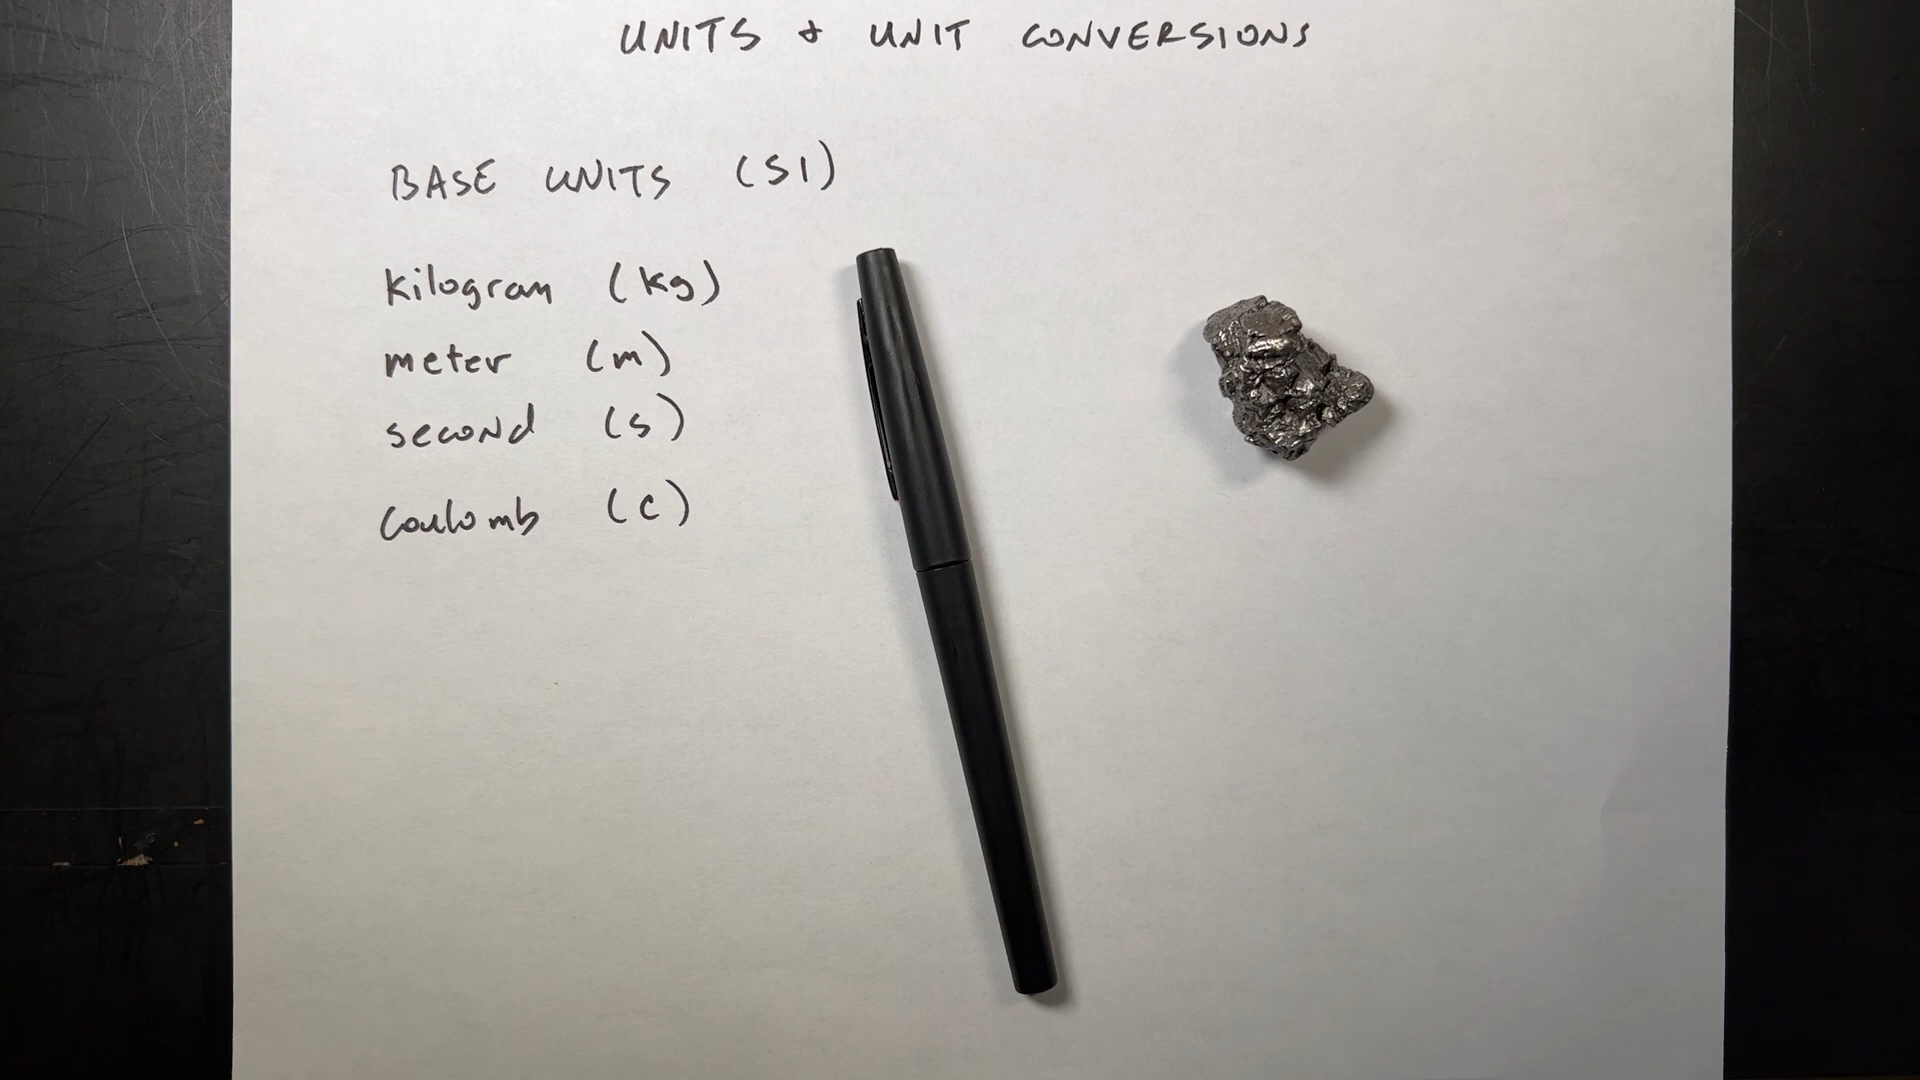 UNITS + UNIT CONVERSIONS
BASE UNITS (SI)
kilogram (kg)
meter (m)
second (s)
coulomb (C)